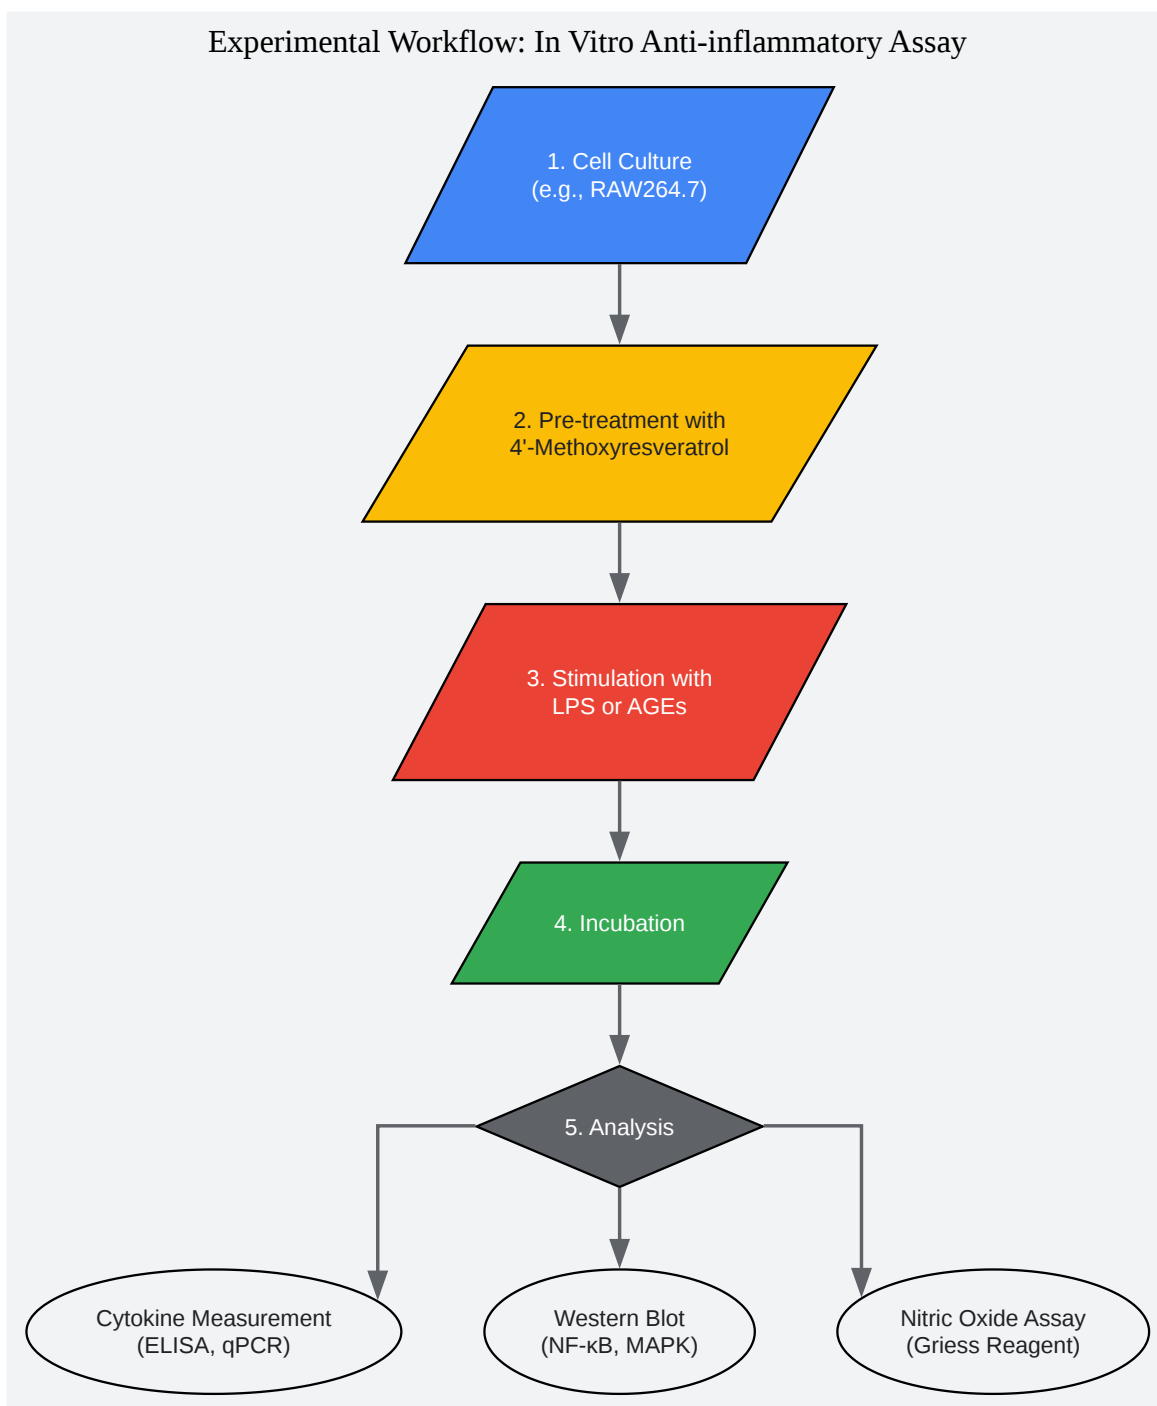 Experimental Workflow: In Vitro Anti-inflammatory Assay
1. Cell Culture
(e.g., RAW264.7)
2. Pre-treatment with
4'-Methoxyresveratrol
3. Stimulation with
LPS or AGEs
4. Incubation
5. Analysis
Cytokine Measurement
(ELISA, qPCR)
Western Blot
(NF-κB, MAPK)
Nitric Oxide Assay
(Griess Reagent)